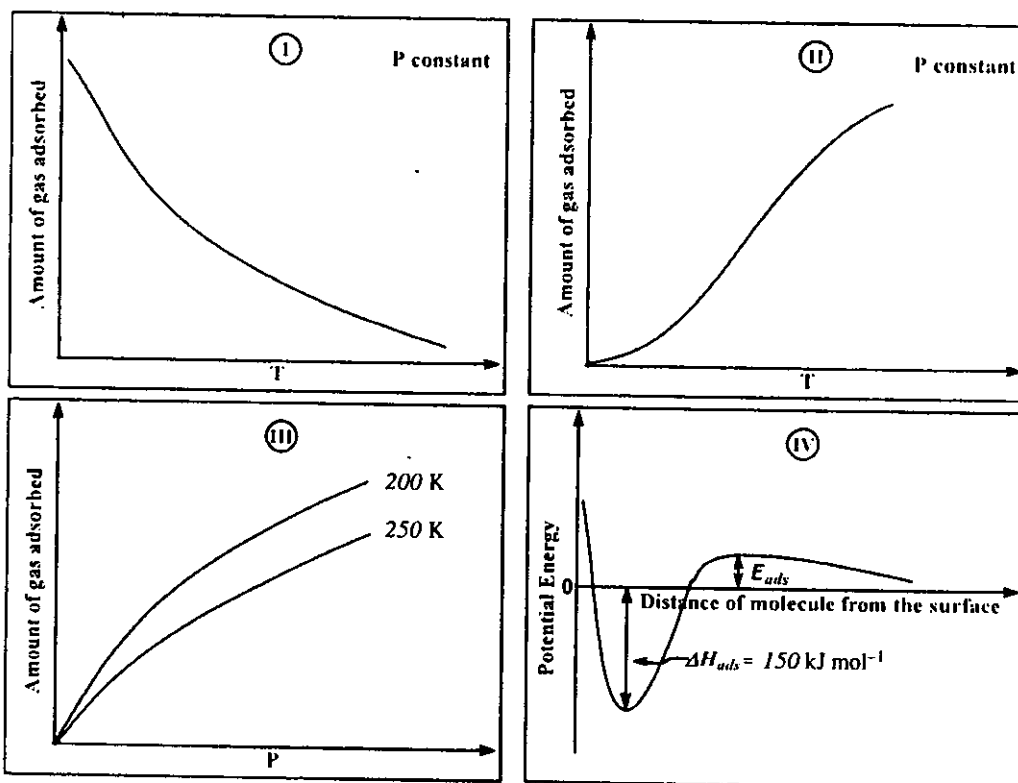 I
P constant
Amount of gas adsorbed
T
II
P constant
Amount of gas adsorbed
T
III
200 K
250 K
Amount of gas adsorbed
P
IV
Potential Energy
0
E_ads
Distance of molecule from the surface
ΔH_ads = 150 kJ mol⁻¹